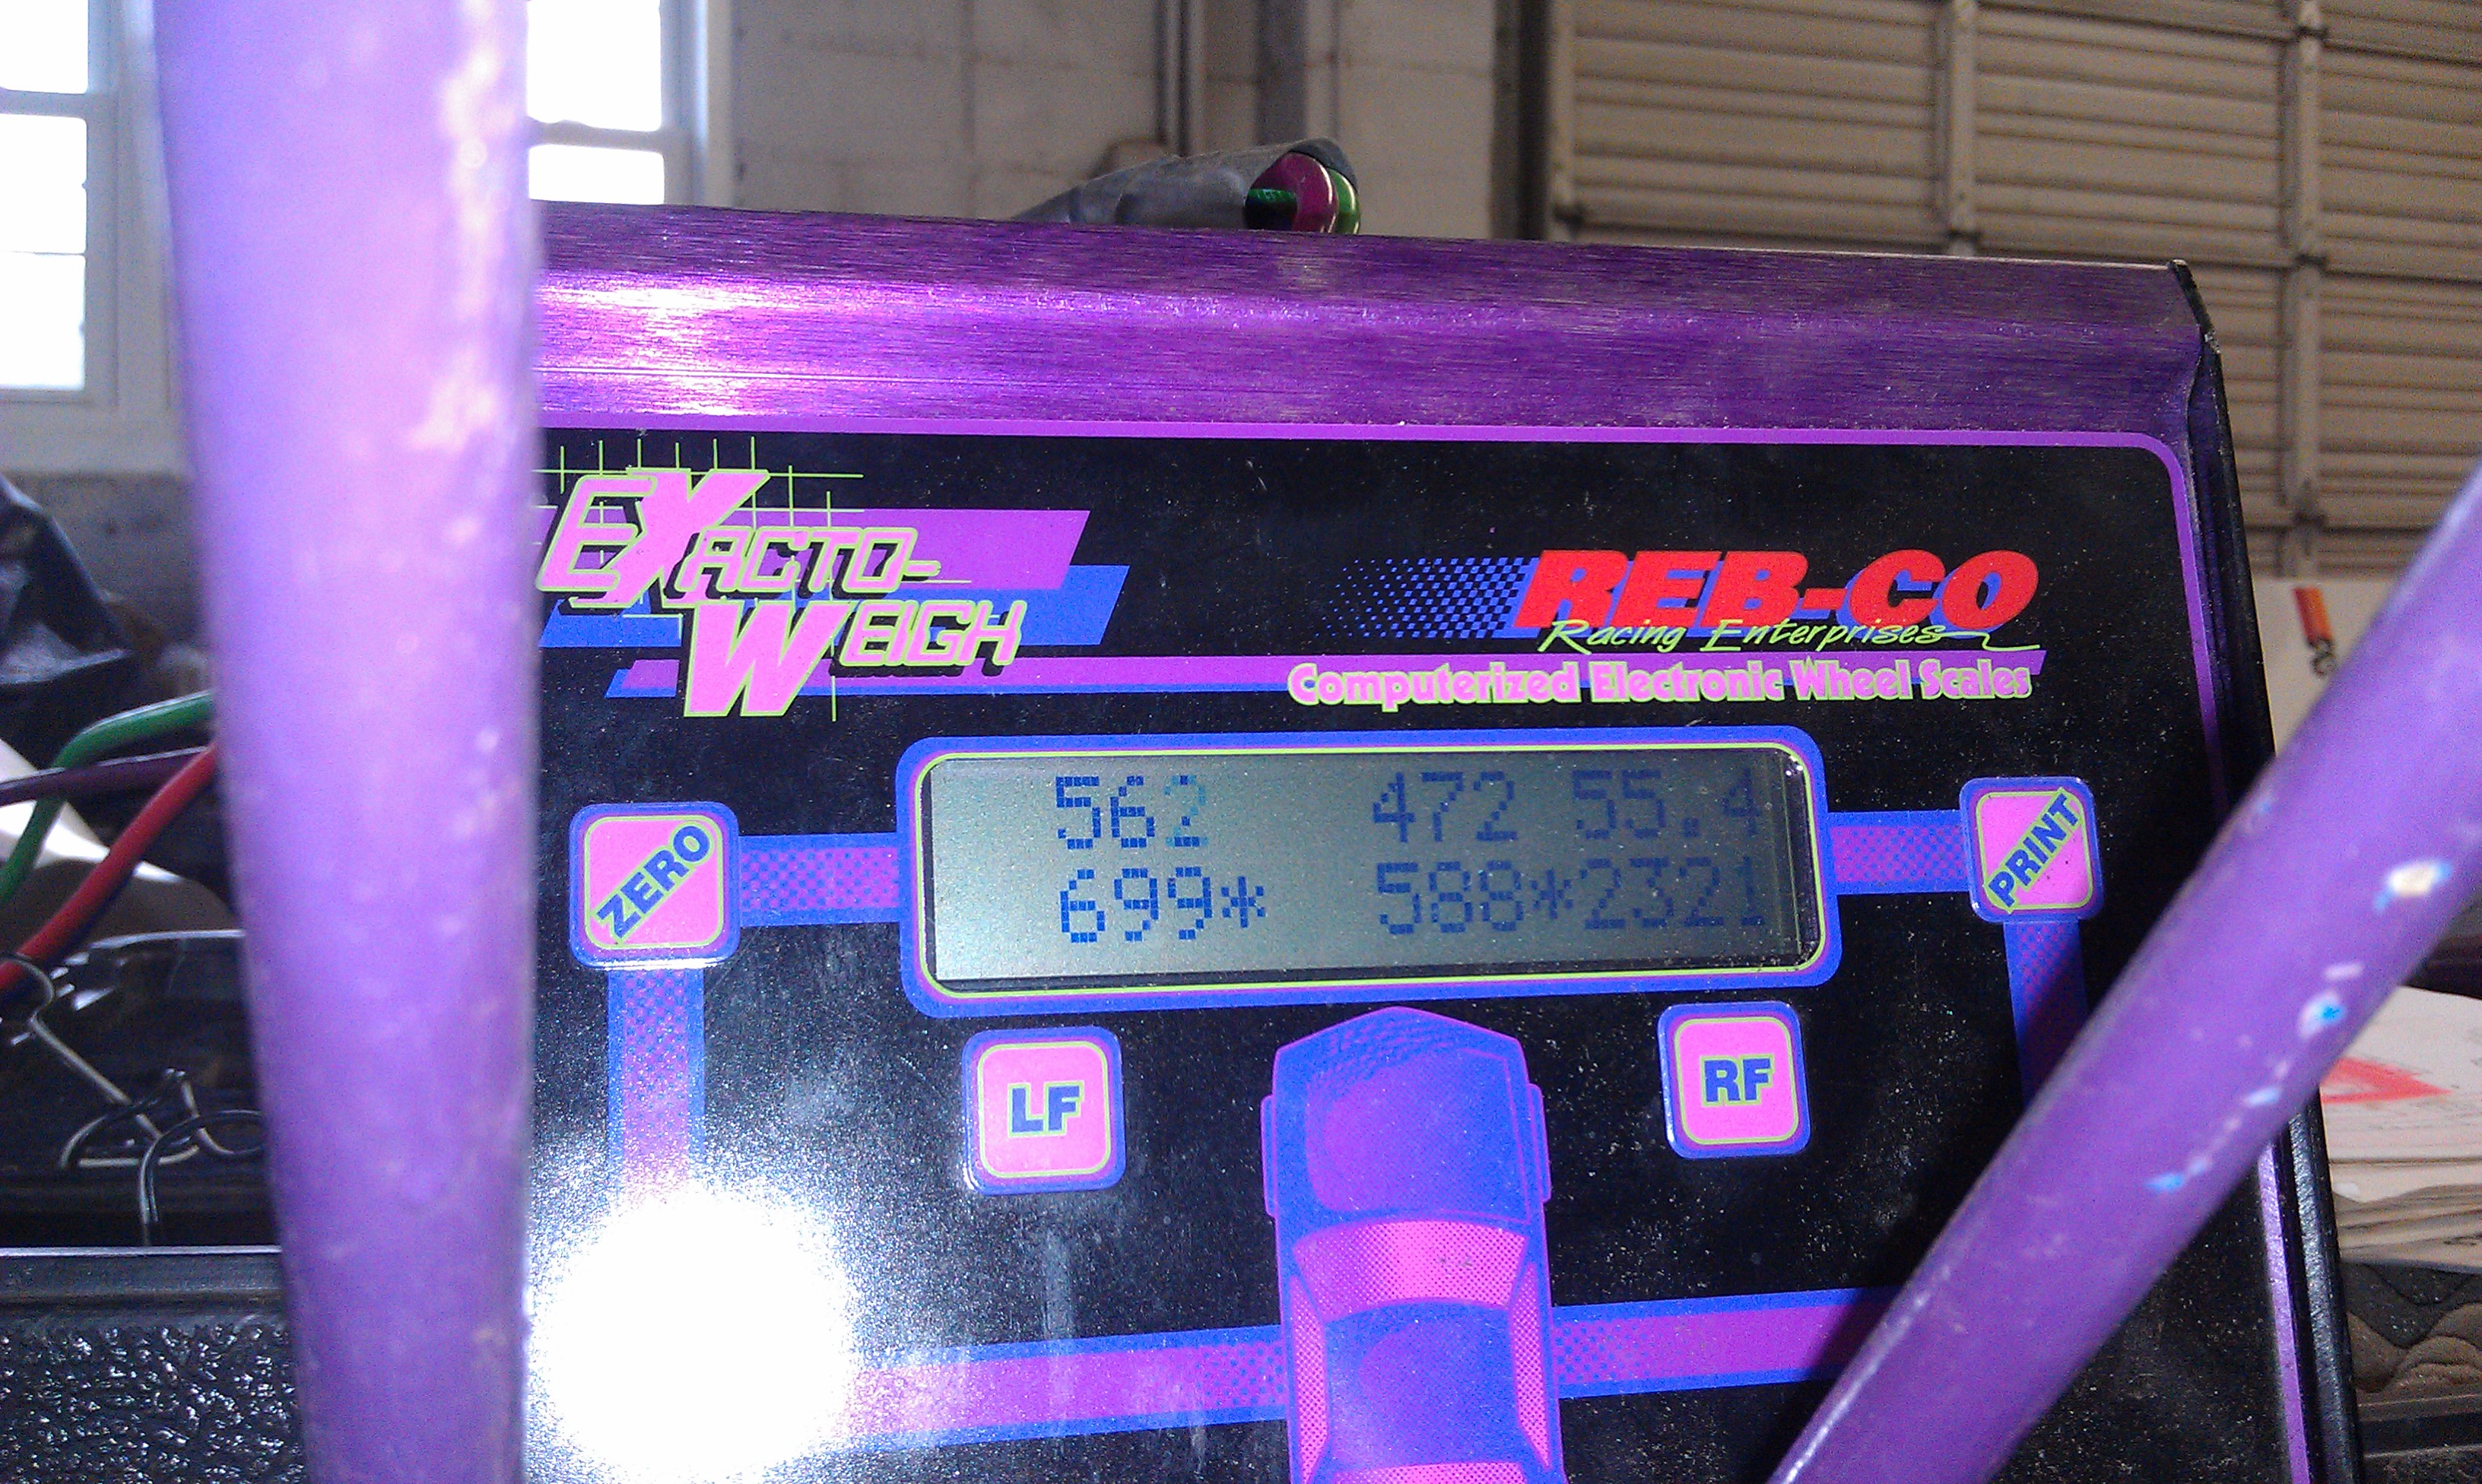 EXACTO-
WEIGH
REB-CO
Racing Enterprises
Computerized Electronic Wheel Scales
562 472 55.4
699* 588*2321
ZERO
PRINT
LF
RF